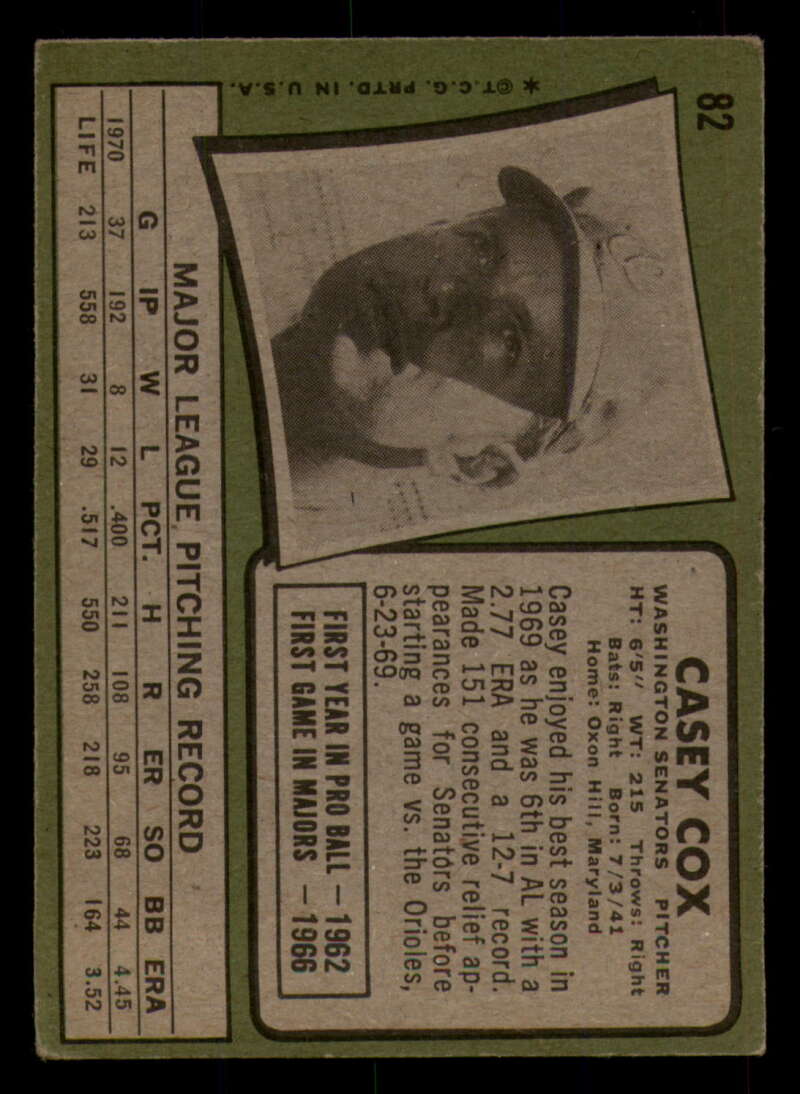 82
CASEY COX
WASHINGTON SENATORS PITCHER
HT: 6'5" WT: 215 Throws: Right
Bats: Right Born: 7/3/41
Home: Oxon Hill, Maryland
Casey enjoyed his best season in
1969 as he was 6th in AL with a
2.77 ERA and a 12-7 record.
Made 151 consecutive relief ap-
pearances for Senators before
starting a game vs. the Orioles,
6-23-69.
FIRST YEAR IN PRO BALL — 1962
FIRST GAME IN MAJORS — 1966
MAJOR LEAGUE PITCHING RECORD
G IP W L PCT. H R ER SO BB ERA
1970 37 192 8 12 .400 211 108 95 68 44 4.45
LIFE 213 558 31 29 .517 550 258 218 223 164 3.52
* © T.C.G. PRTD. IN U.S.A.